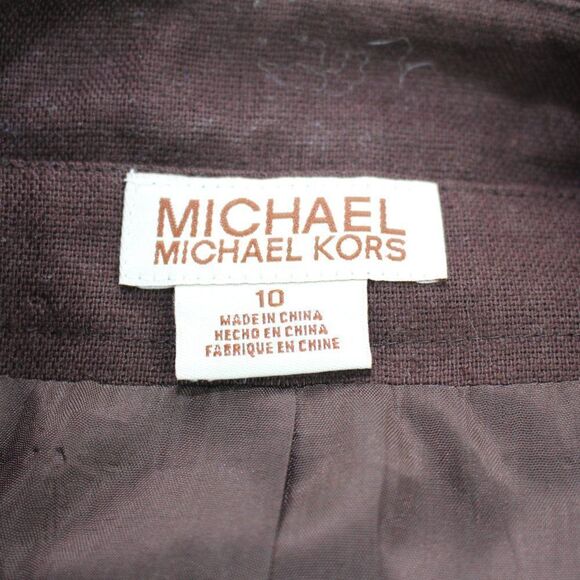 MICHAEL
MICHAEL KORS
10
MADE IN CHINA
HECHO EN CHINA
FABRIQUE EN CHINE